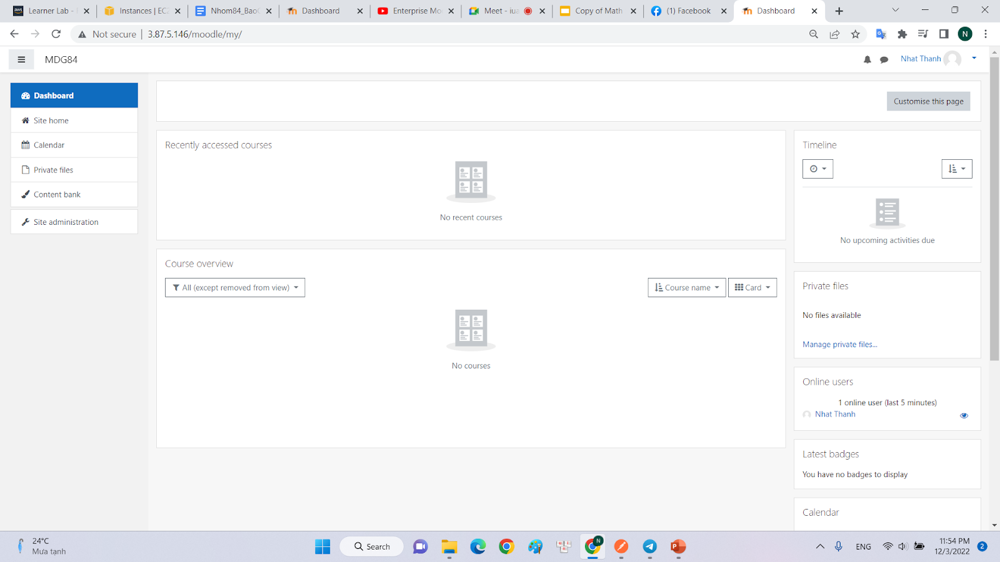 Learner Lab -
Instances | EC2
Nhom84_BaoC
Dashboard
Enterprise Mo
Meet - iua
Copy of Math
(1) Facebook
Dashboard
Not secure | 3.87.5.146/moodle/my/
N
MDG84
Nhat Thanh
Dashboard
Site home
Calendar
Private files
Content bank
Site administration
Customise this page
Recently accessed courses
No recent courses
Course overview
All (except removed from view)
Course name
Card
No courses
Timeline
No upcoming activities due
Private files
No files available
Manage private files...
Online users
1 online user (last 5 minutes)
Nhat Thanh
Latest badges
You have no badges to display
Calendar
24°C
Mưa tạnh
Search
N
ENG
11:54 PM
12/3/2022
2